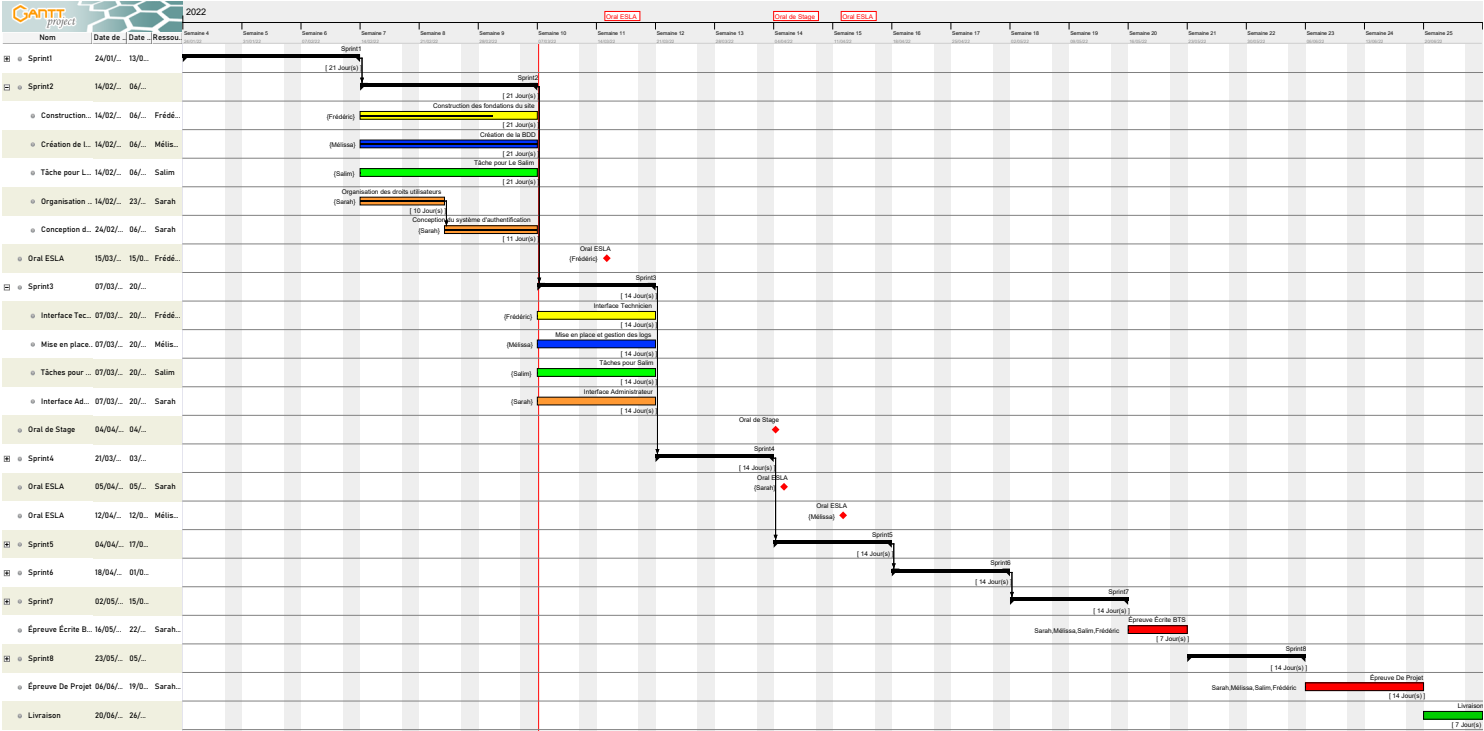 GANTT
project
2022
Oral ESLA
Oral de Stage
Oral ESLA
Nom Date de .. Date .. Ressou..
Semaine 4 Semaine 5 Semaine 6 Semaine 7 Semaine 8 Semaine 9 Semaine 10 Semaine 11 Semaine 12 Semaine 13 Semaine 14 Semaine 15 Semaine 16 Semaine 17 Semaine 18 Semaine 19 Semaine 20 Semaine 21 Semaine 22 Semaine 23 Semaine 24 Semaine 25
Sprint1 24/01/... 13/0...
Sprint1
[ 21 Jour(s) ]
Sprint2 14/02/... 06/...
Sprint2
[ 21 Jour(s) ]
Construction... 14/02/... 06/... Frédé...
Construction des fondations du site
{Frédéric}
[ 21 Jour(s) ]
Création de l... 14/02/... 06/... Mélis...
Création de la BDD
{Mélissa}
[ 21 Jour(s) ]
Tâche pour L... 14/02/... 06/... Salim
Tâche pour Le Salim
{Salim}
[ 21 Jour(s) ]
Organisation ... 14/02/... 23/... Sarah
Organisation des droits utilisateurs
{Sarah}
[ 10 Jour(s) ]
Conception d... 24/02/... 06/... Sarah
Conception du système d'authentification
{Sarah}
[ 11 Jour(s) ]
Oral ESLA 15/03/... 15/0... Frédé...
Oral ESLA
{Frédéric}
Sprint3 07/03/... 20/...
Sprint3
[ 14 Jour(s) ]
Interface Tec... 07/03/... 20/... Frédé...
Interface Technicien
{Frédéric}
[ 14 Jour(s) ]
Mise en place.. 07/03/... 20/... Mélis...
Mise en place et gestion des logs
{Mélissa}
[ 14 Jour(s) ]
Tâches pour ... 07/03/... 20/... Salim
Tâches pour Salim
{Salim}
[ 14 Jour(s) ]
Interface Ad... 07/03/... 20/... Sarah
Interface Administrateur
{Sarah}
[ 14 Jour(s) ]
Oral de Stage 04/04/... 04/...
Oral de Stage
Sprint4 21/03/... 03/...
Sprint4
[ 14 Jour(s) ]
Oral ESLA 05/04/... 05/... Sarah
Oral ESLA
{Sarah}
Oral ESLA 12/04/... 12/0... Mélis...
Oral ESLA
{Mélissa}
Sprint5 04/04/... 17/0...
Sprint5
[ 14 Jour(s) ]
Sprint6 18/04/... 01/0...
Sprint6
[ 14 Jour(s) ]
Sprint7 02/05/... 15/0...
Sprint7
[ 14 Jour(s) ]
Épreuve Écrite B... 16/05/... 22/... Sarah...
Épreuve Écrite BTS
Sarah,Mélissa,Salim,Frédéric
[ 7 Jour(s) ]
Sprint8 23/05/... 05/...
Sprint8
[ 14 Jour(s) ]
Épreuve De Projet 06/06/... 19/0... Sarah...
Épreuve De Projet
Sarah,Mélissa,Salim,Frédéric
[ 14 Jour(s) ]
Livraison 20/06/... 26/...
Livraison
[ 7 Jour(s) ]